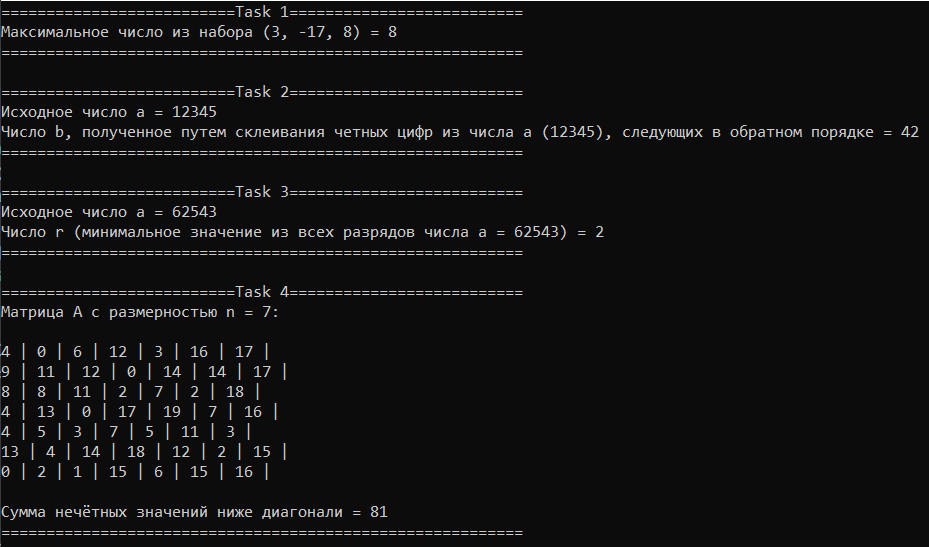 ==========================Task 1==========================
Максимальное число из набора (3, -17, 8) = 8
==========================================================
==========================Task 2==========================
Исходное число a = 12345
Число b, полученное путем склеивания четных цифр из числа a (12345), следующих в обратном порядке = 42
==========================================================
==========================Task 3==========================
Исходное число a = 62543
Число r (минимальное значение из всех разрядов числа a = 62543) = 2
==========================================================
==========================Task 4==========================
Матрица A с размерностью n = 7:
4 | 0 | 6 | 12 | 3 | 16 | 17 |
9 | 11 | 12 | 0 | 14 | 14 | 17 |
8 | 8 | 11 | 2 | 7 | 2 | 18 |
4 | 13 | 0 | 17 | 19 | 7 | 16 |
4 | 5 | 3 | 7 | 5 | 11 | 3 |
13 | 4 | 14 | 18 | 12 | 2 | 15 |
0 | 2 | 1 | 15 | 6 | 15 | 16 |
Сумма нечётных значений ниже диагонали = 81
==========================================================